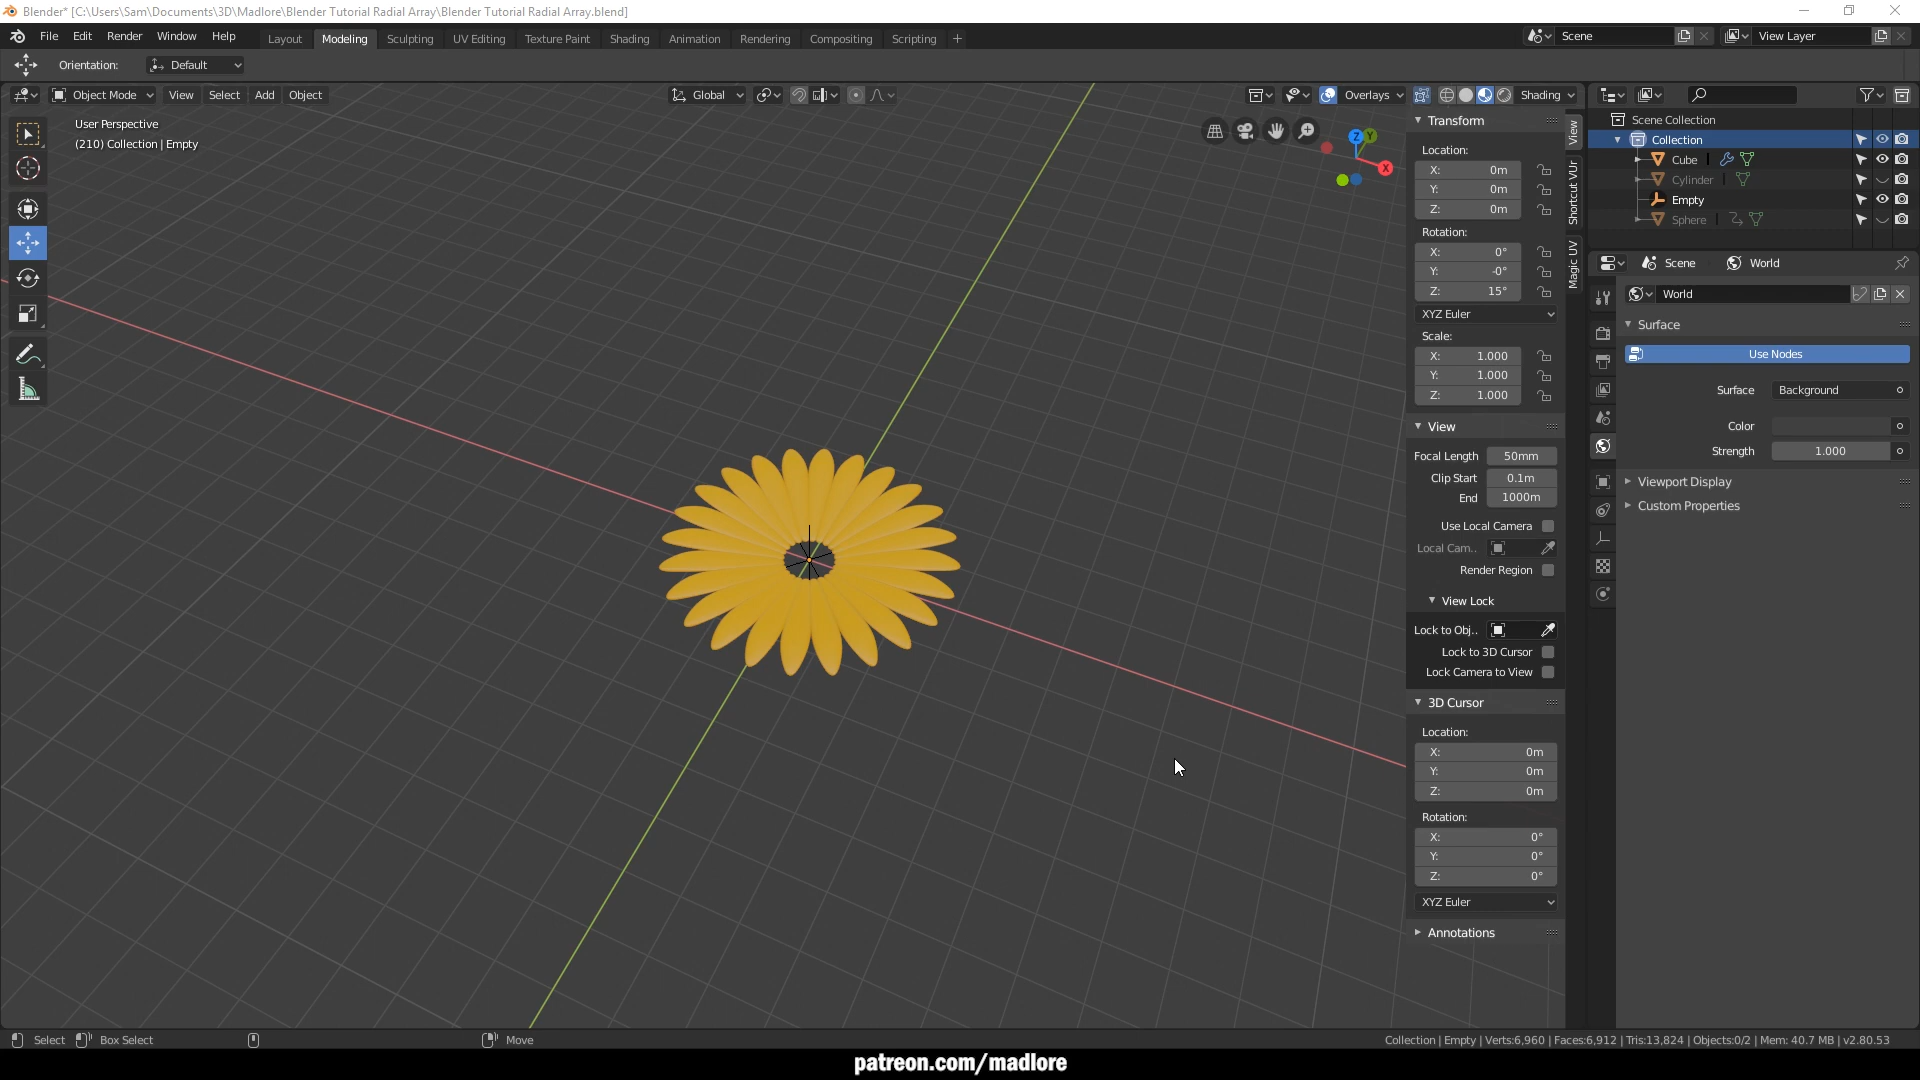 Blender* [C:\Users\Sam\Documents\3D\Madlore\Blender Tutorial Radial Array\Blender Tutorial Radial Array.blend]
File Edit Render Window Help Layout Modeling Sculpting UV Editing Texture Paint Shading Animation Rendering Compositing Scripting + Scene View Layer
Orientation: Default
Object Mode View Select Add Object Global Overlays Shading
User Perspective
(210) Collection | Empty
Z Y X
Transform
Location:
X: 0m
Y: 0m
Z: 0m
Rotation:
X: 0°
Y: -0°
Z: 15°
XYZ Euler
Scale:
X: 1.000
Y: 1.000
Z: 1.000
View
Focal Length 50mm
Clip Start 0.1m
End 1000m
Use Local Camera
Local Cam..
Render Region
View Lock
Lock to Obj..
Lock to 3D Cursor
Lock Camera to View
3D Cursor
Location:
X: 0m
Y: 0m
Z: 0m
Rotation:
X: 0°
Y: 0°
Z: 0°
XYZ Euler
Annotations
View
Shortcut VUr
Magic UV
Scene Collection
Collection
Cube
Cylinder
Empty
Sphere
Scene World
World
Surface
Use Nodes
Surface Background
Color
Strength 1.000
Viewport Display
Custom Properties
Select Box Select Move Collection | Empty | Verts:6,960 | Faces:6,912 | Tris:13,824 | Objects:0/2 | Mem: 40.7 MB | v2.80.53
patreon.com/madlore